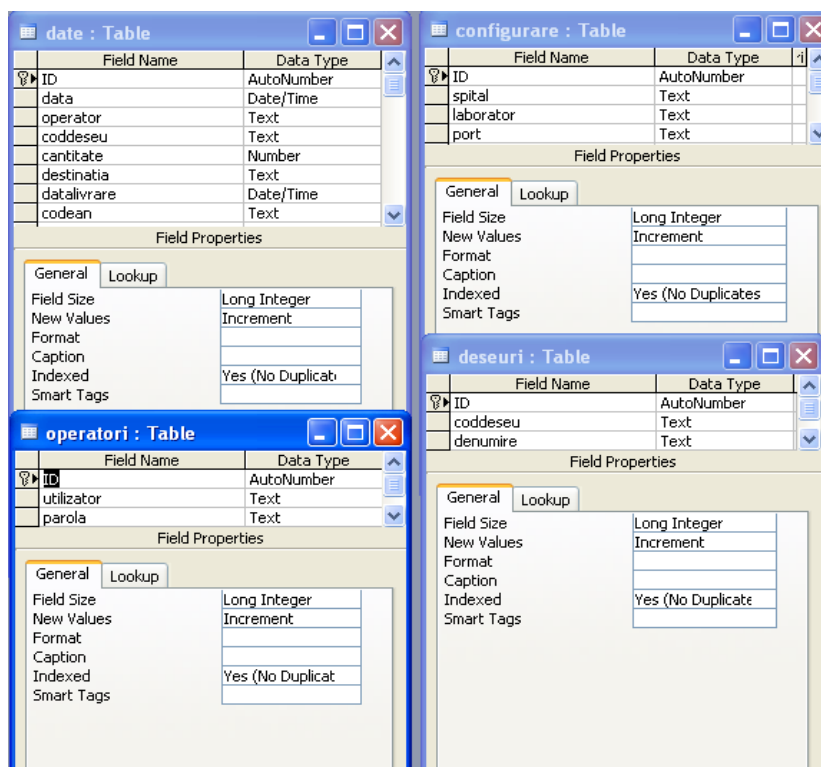 date : Table
Field Name Data Type
ID AutoNumber
data Date/Time
operator Text
coddeseu Text
cantitate Number
destinatia Text
datalivrare Date/Time
codean Text
Field Properties
General Lookup
Field Size Long Integer
New Values Increment
Format
Caption
Indexed Yes (No Duplicat
Smart Tags
configurare : Table
Field Name Data Type
ID AutoNumber
spital Text
laborator Text
port Text
Field Properties
General Lookup
Field Size Long Integer
New Values Increment
Format
Caption
Indexed Yes (No Duplicates
Smart Tags
operatori : Table
Field Name Data Type
ID AutoNumber
utilizator Text
parola Text
Field Properties
General Lookup
Field Size Long Integer
New Values Increment
Format
Caption
Indexed Yes (No Duplicat
Smart Tags
deseuri : Table
Field Name Data Type
ID AutoNumber
coddeseu Text
denumire Text
Field Properties
General Lookup
Field Size Long Integer
New Values Increment
Format
Caption
Indexed Yes (No Duplicate
Smart Tags